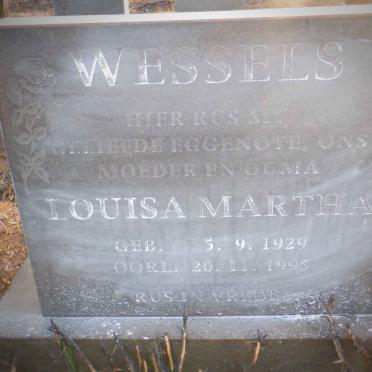 WESSELS
HIER RUS MY
GELIEFDE EGGENOTE, ONS
MOEDER EN OUMA
LOUISA MARTHA
GEB. 5.9.1929
OORL. 20.11.1995
RUS IN VREDE